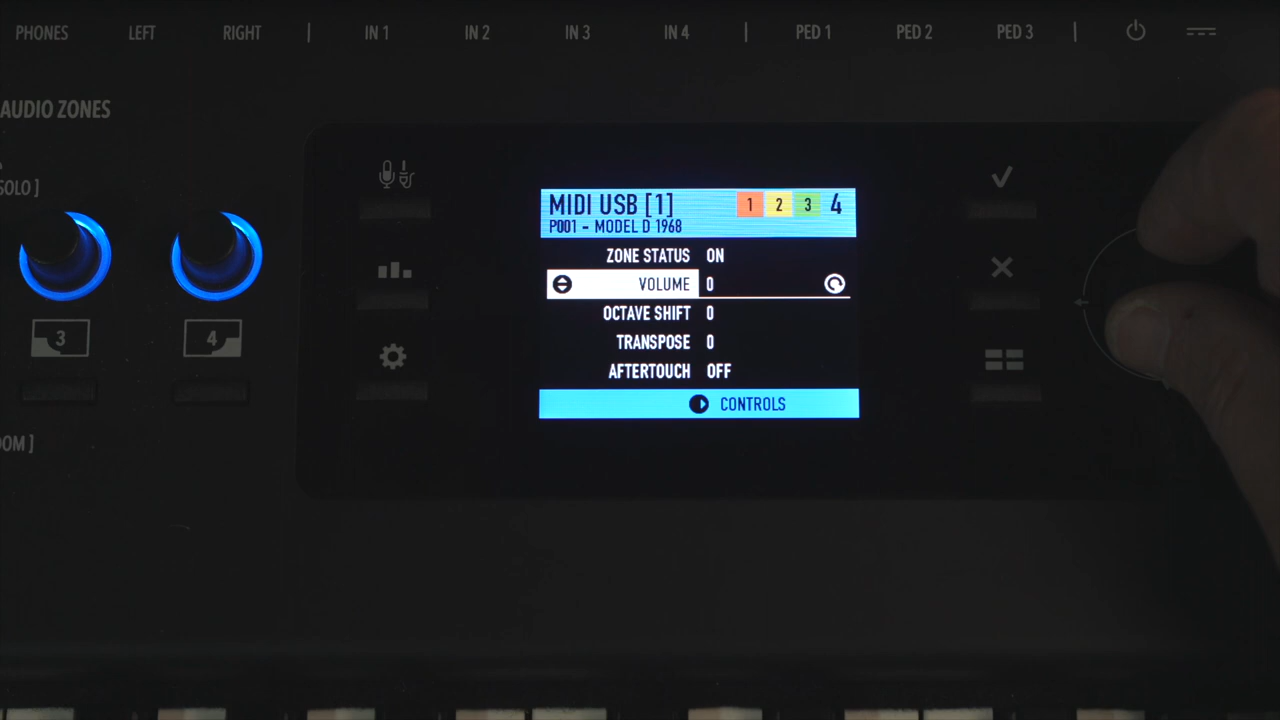 PHONES LEFT RIGHT | IN 1 IN 2 IN 3 IN 4 | PED 1 PED 2 PED 3 |
AUDIO ZONES
SOLO ]
MIDI USB [1] 1 2 3 4
P001 - MODEL D 1968
ZONE STATUS ON
VOLUME 0
OCTAVE SHIFT 0
TRANSPOSE 0
AFTERTOUCH OFF
CONTROLS
3 4
OOM ]